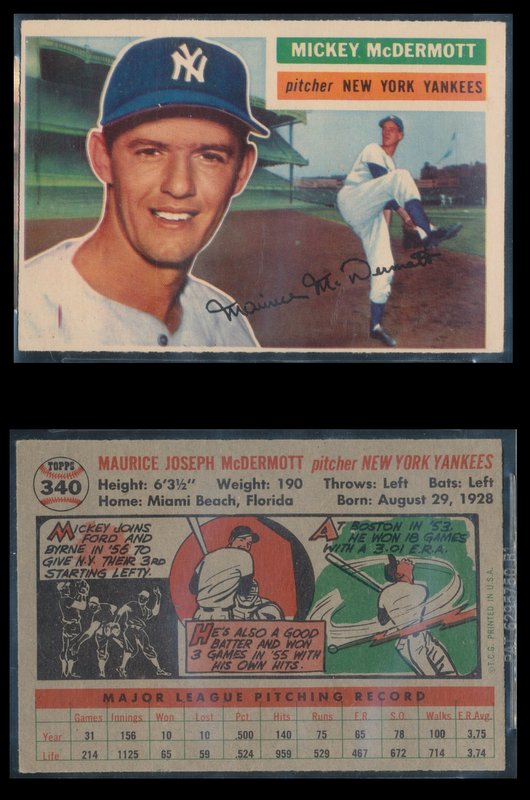 NY
MICKEY McDERMOTT
pitcher NEW YORK YANKEES
Maurice McDermott
TOPPS
340
MAURICE JOSEPH McDERMOTT pitcher NEW YORK YANKEES
Height: 6'3½" Weight: 190 Throws: Left Bats: Left
Home: Miami Beach, Florida Born: August 29, 1928
MICKEY JOINS
FORD AND
BYRNE IN '56 TO
GIVE N.Y. THEIR 3RD
STARTING LEFTY.
HE'S ALSO A GOOD
BATTER AND WON
3 GAMES IN '55 WITH
HIS OWN HITS.
AT BOSTON IN '53,
HE WON 18 GAMES
WITH A 3.01 E.R.A.
©T.C.G. PRINTED IN U.S.A.
MAJOR LEAGUE PITCHING RECORD
Games Innings Won Lost Pct. Hits Runs E.R. S.O. Walks E.R.Avg.
Year 31 156 10 10 .500 140 75 65 78 100 3.75
Life 214 1125 65 59 .524 959 529 467 672 714 3.74